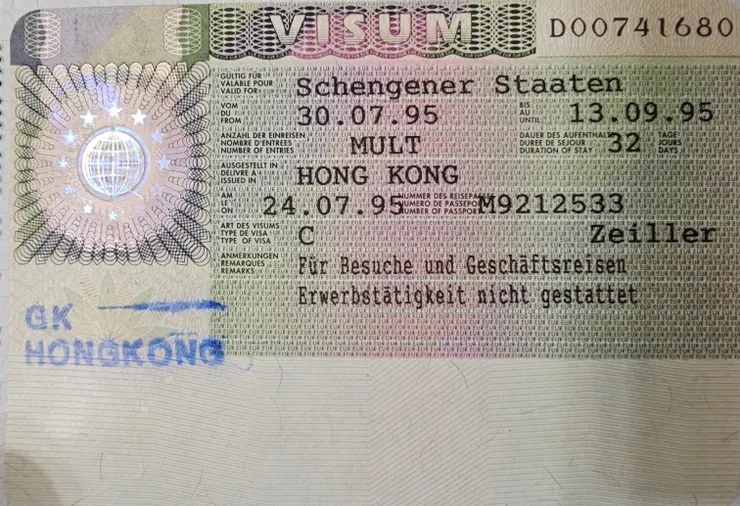 VISUM
D00741680
GÜLTIG FÜR
VALABLE POUR
VALID FOR
Schengener Staaten
VOM
DU
FROM
30.07.95
BIS
AU
UNTIL
13.09.95
ANZAHL DER EINREISEN
NOMBRE D'ENTREES
NUMBER OF ENTRIES
MULT
DAUER DES AUFENTHALTS
DUREE DE SEJOUR
DURATION OF STAY
32
TAGE
JOURS
DAYS
AUSGESTELLT IN
DELIVRE A
ISSUED IN
HONG KONG
AM
LE
ON
24.07.95
NUMMER DES REISEPASSES
NUMERO DE PASSEPORT
NUMBER OF PASSPORT
M9212533
ART DES VISUMS
TYPE DE VISA
TYPE OF VISA
C
Zeiller
ANMERKUNGEN
REMARQUES
REMARKS
Für Besuche und Geschäftsreisen
Erwerbstätigkeit nicht gestattet
GK
HONGKONG